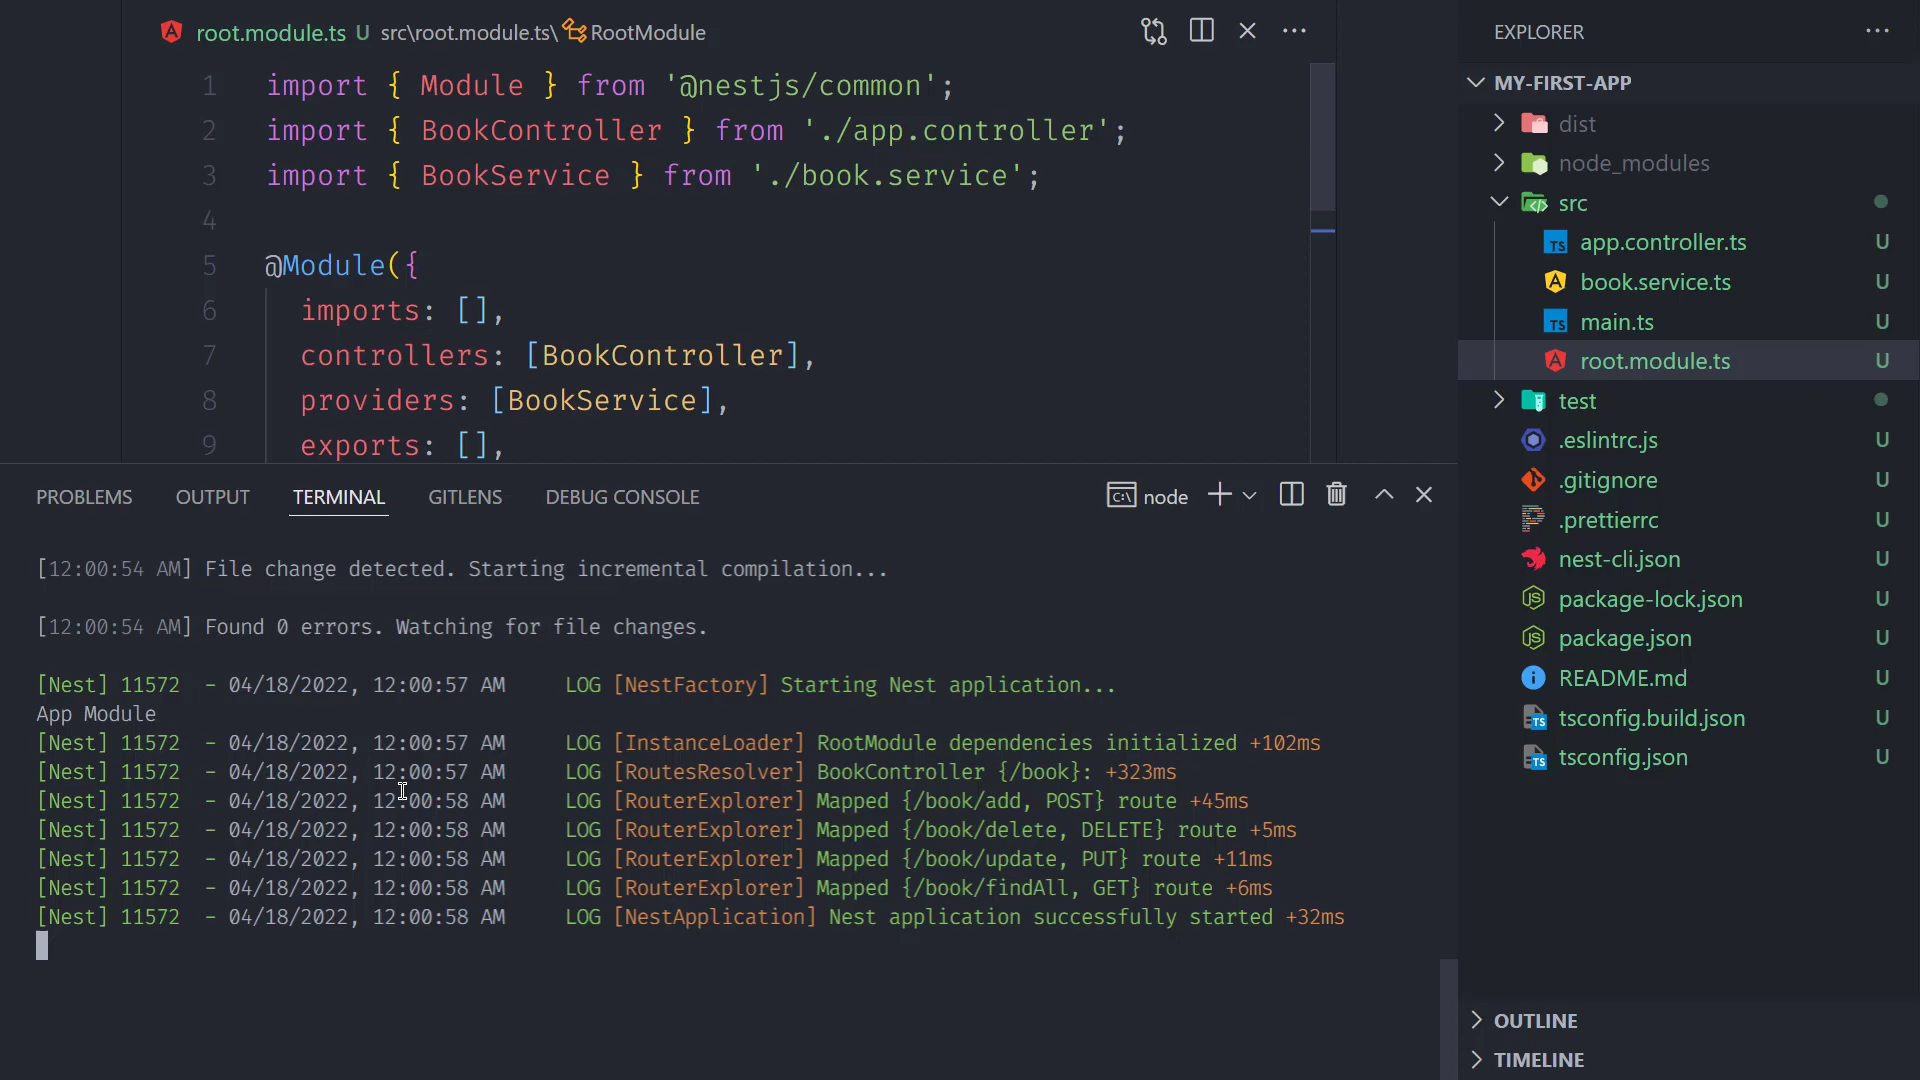 root.module.ts U src\root.module.ts\ RootModule
1 import { Module } from '@nestjs/common';
2 import { BookController } from './app.controller';
3 import { BookService } from './book.service';
4
5 @Module({
6 imports: [],
7 controllers: [BookController],
8 providers: [BookService],
9 exports: [],
PROBLEMS OUTPUT TERMINAL GITLENS DEBUG CONSOLE node
[12:00:54 AM] File change detected. Starting incremental compilation...
[12:00:54 AM] Found 0 errors. Watching for file changes.
[Nest] 11572 - 04/18/2022, 12:00:57 AM LOG [NestFactory] Starting Nest application...
App Module
[Nest] 11572 - 04/18/2022, 12:00:57 AM LOG [InstanceLoader] RootModule dependencies initialized +102ms
[Nest] 11572 - 04/18/2022, 12:00:57 AM LOG [RoutesResolver] BookController {/book}: +323ms
[Nest] 11572 - 04/18/2022, 12:00:58 AM LOG [RouterExplorer] Mapped {/book/add, POST} route +45ms
[Nest] 11572 - 04/18/2022, 12:00:58 AM LOG [RouterExplorer] Mapped {/book/delete, DELETE} route +5ms
[Nest] 11572 - 04/18/2022, 12:00:58 AM LOG [RouterExplorer] Mapped {/book/update, PUT} route +11ms
[Nest] 11572 - 04/18/2022, 12:00:58 AM LOG [RouterExplorer] Mapped {/book/findAll, GET} route +6ms
[Nest] 11572 - 04/18/2022, 12:00:58 AM LOG [NestApplication] Nest application successfully started +32ms
EXPLORER
MY-FIRST-APP
dist
node_modules
src
app.controller.ts U
book.service.ts U
main.ts U
root.module.ts U
test
.eslintrc.js U
.gitignore U
.prettierrc U
nest-cli.json U
package-lock.json U
package.json U
README.md U
tsconfig.build.json U
tsconfig.json U
OUTLINE
TIMELINE